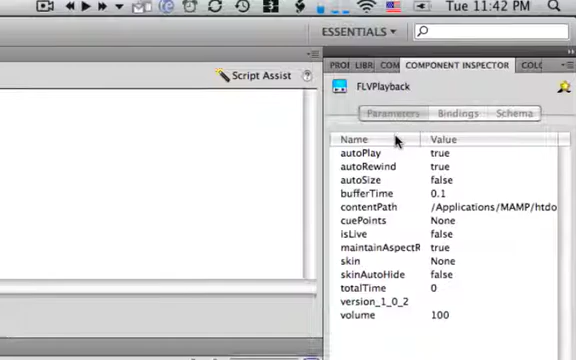 Tue 11:42 PM
ESSENTIALS
COM
COMPONENT INSPECTOR
Script Assist
FLVPlayback
Parameters Bindings Schema
Name Value
autoPlay true
autoRewind true
autoSize false
bufferTime 0.1
contentPath /Applications/MAMP/htdo
cuePoints None
isLive false
maintainAspectR true
skin None
skinAutoHide false
totalTime 0
version_1_0_2
volume 100